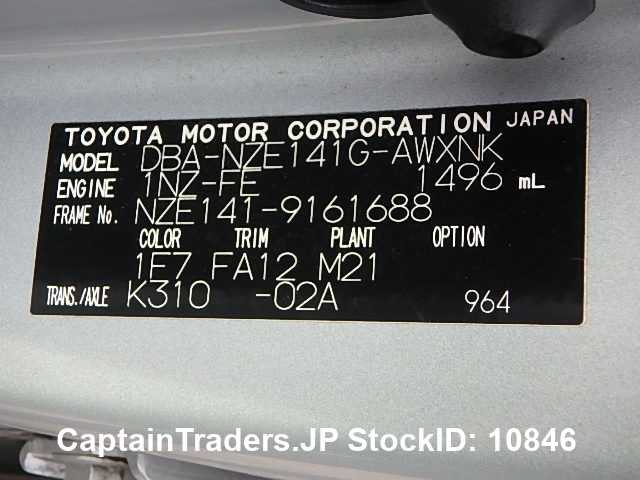 TOYOTA MOTOR CORPORATION JAPAN
MODEL DBA-NZE141G-AWXNK
ENGINE 1NZ-FE 1496 mL
FRAME No. NZE141-9161688
COLOR TRIM PLANT OPTION
1F7 FA12 M21
TRANS./AXLE K310 -02A 964
CaptainTraders.JP StockID: 10846